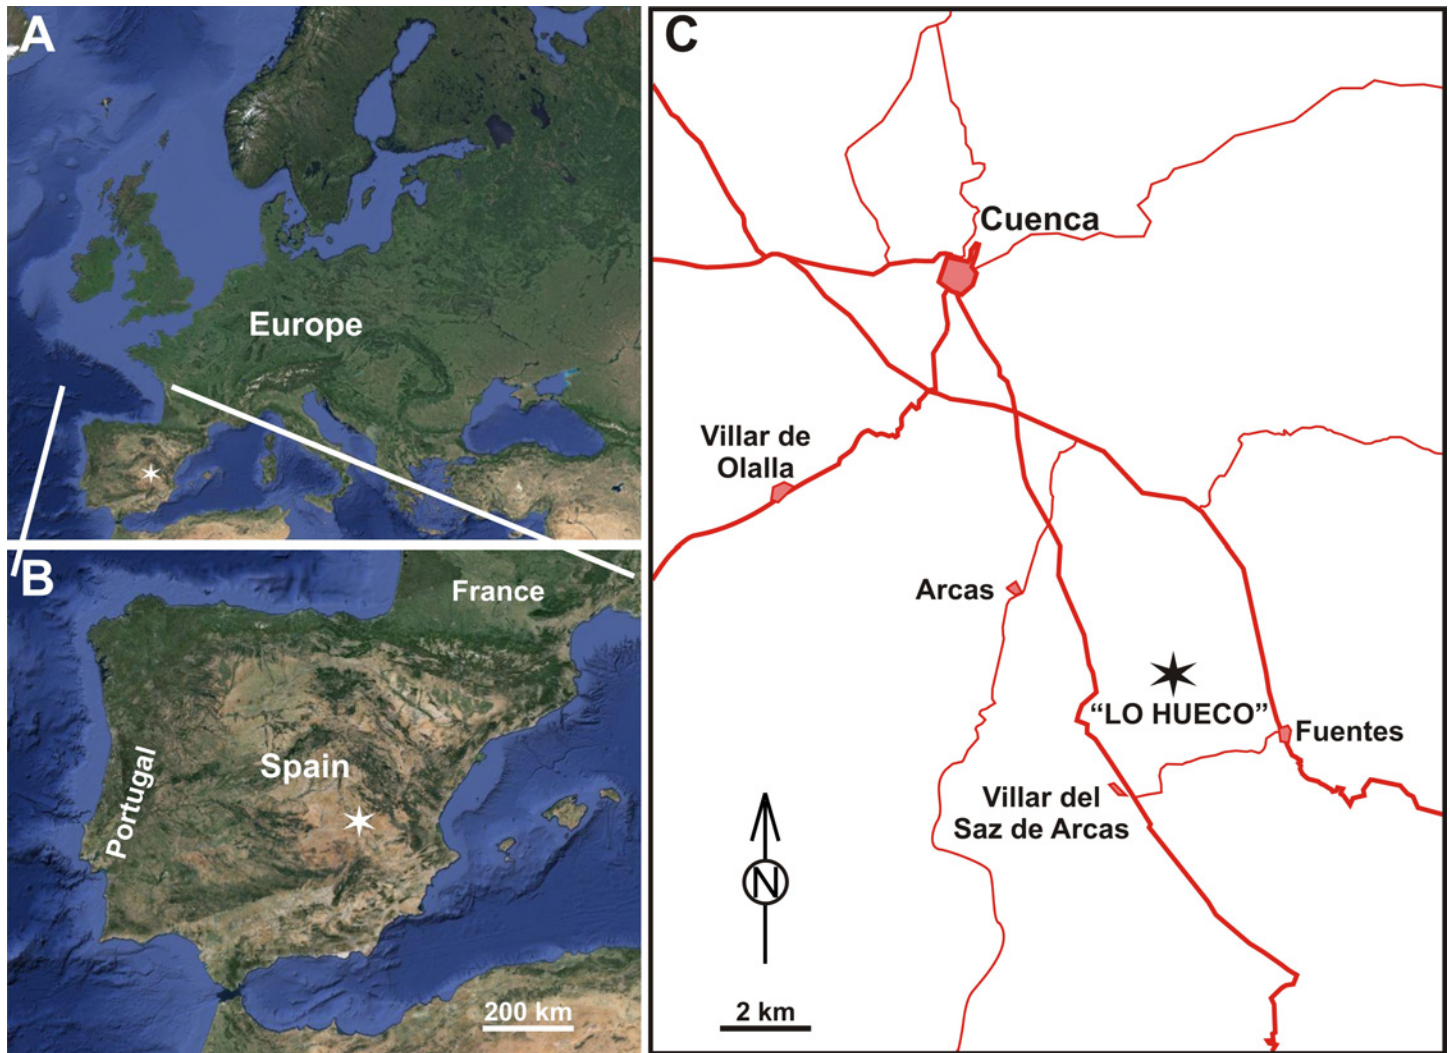 A
Europe
B
France
Portugal
Spain
200 km
C
Cuenca
Villar de
Olalla
Arcas
“LO HUECO”
Fuentes
Villar del
Saz de Arcas
N
2 km